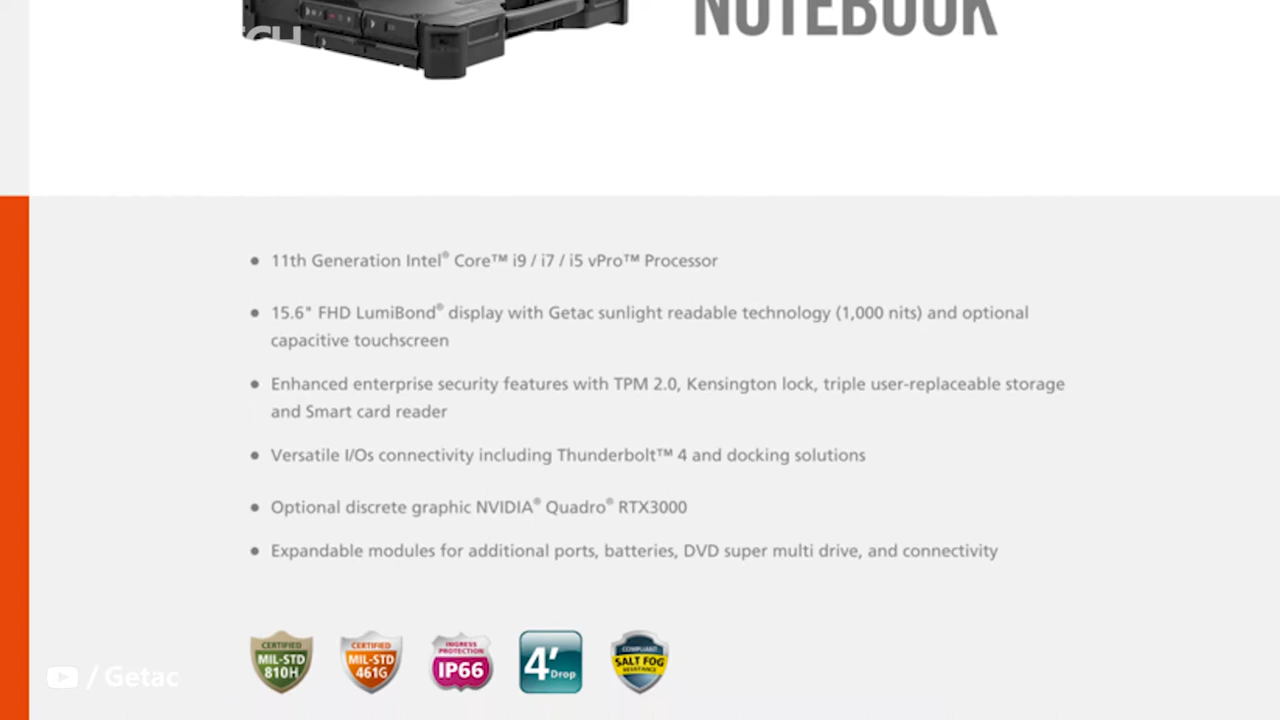 NOTEBOOK
• 11th Generation Intel® Core™ i9 / i7 / i5 vPro™ Processor
• 15.6" FHD LumiBond® display with Getac sunlight readable technology (1,000 nits) and optional
capacitive touchscreen
• Enhanced enterprise security features with TPM 2.0, Kensington lock, triple user-replaceable storage
and Smart card reader
• Versatile I/Os connectivity including Thunderbolt™ 4 and docking solutions
• Optional discrete graphic NVIDIA® Quadro® RTX3000
• Expandable modules for additional ports, batteries, DVD super multi drive, and connectivity
CERTIFIED
MIL-STD
810H
CERTIFIED
MIL-STD
461G
INGRESS
PROTECTION
IP66
4' Drop
COMPLIANT
SALT FOG
RESISTANCE
/ Getac